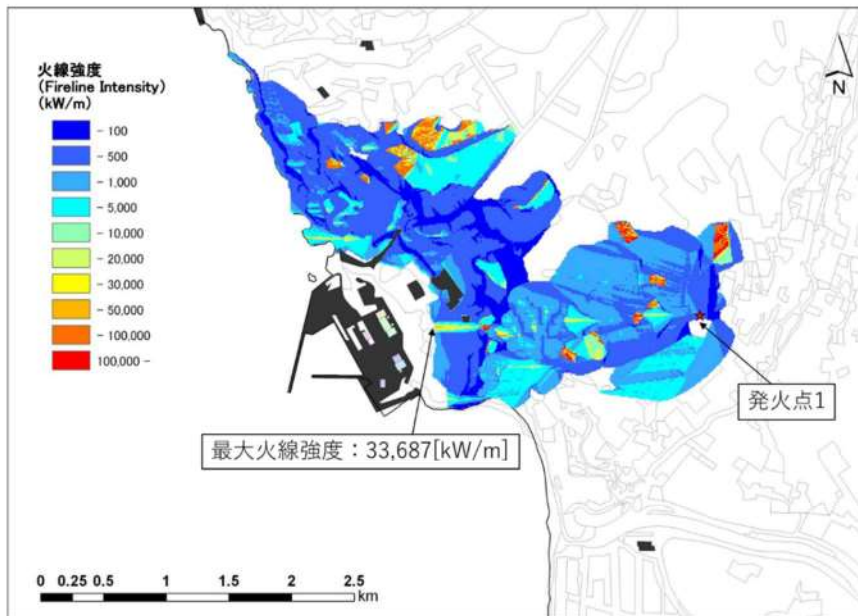 火線強度
(Fireline Intensity)
(kW/m)
- 100
- 500
- 1,000
- 5,000
- 10,000
- 20,000
- 30,000
- 50,000
- 100,000
100,000 -
N
発火点1
最大火線強度：33,687[kW/m]
0 0.25 0.5 1 1.5 2 2.5
km